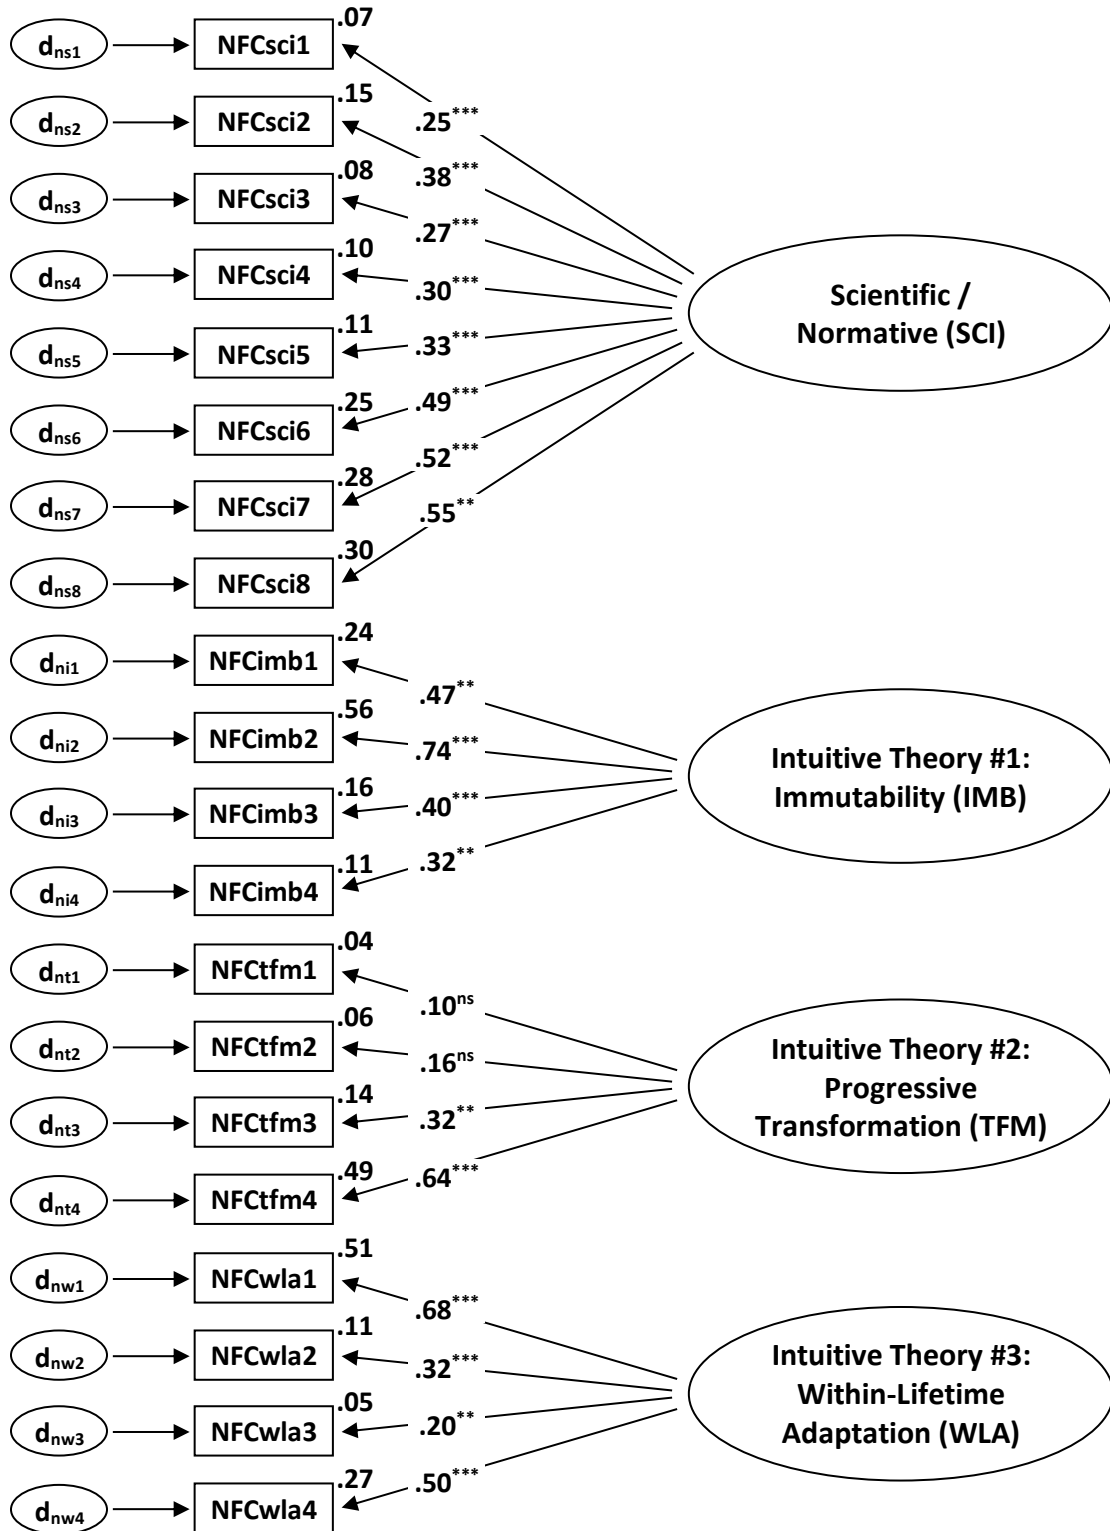 .07
d_ns1 NFCsci1
.25***
.15
d_ns2 NFCsci2
.38***
.08
d_ns3 NFCsci3
.27***
.10
d_ns4 NFCsci4
.30***
.11
d_ns5 NFCsci5
.33***
.25
d_ns6 NFCsci6
.49***
.28
d_ns7 NFCsci7
.52***
.30
d_ns8 NFCsci8
.55**
Scientific /
Normative (SCI)
.24
d_ni1 NFCimb1
.47**
.56
d_ni2 NFCimb2
.74***
.16
d_ni3 NFCimb3
.40***
.11
d_ni4 NFCimb4
.32**
Intuitive Theory #1:
Immutability (IMB)
.04
d_nt1 NFCtfm1
.10ns
.06
d_nt2 NFCtfm2
.16ns
.14
d_nt3 NFCtfm3
.32**
.49
d_nt4 NFCtfm4
.64***
Intuitive Theory #2:
Progressive
Transformation (TFM)
.51
d_nw1 NFCwla1
.68***
.11
d_nw2 NFCwla2
.32***
.05
d_nw3 NFCwla3
.20**
.27
d_nw4 NFCwla4
.50***
Intuitive Theory #3:
Within-Lifetime
Adaptation (WLA)